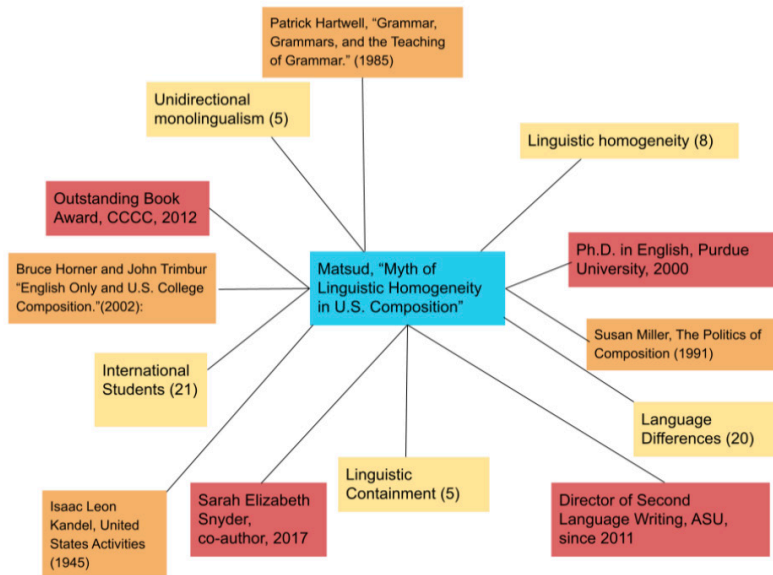 Patrick Hartwell, “Grammar,
Grammars, and the Teaching
of Grammar.” (1985)
Unidirectional
monolingualism (5)
Linguistic homogeneity (8)
Outstanding Book
Award, CCCC, 2012
Matsud, “Myth of
Linguistic Homogeneity
in U.S. Composition”
Ph.D. in English, Purdue
University, 2000
Bruce Horner and John Trimbur
“English Only and U.S. College
Composition.”(2002):
Susan Miller, The Politics of
Composition (1991)
International
Students (21)
Language
Differences (20)
Linguistic
Containment (5)
Isaac Leon
Kandel, United
States Activities
(1945)
Sarah Elizabeth
Snyder,
co-author, 2017
Director of Second
Language Writing, ASU,
since 2011